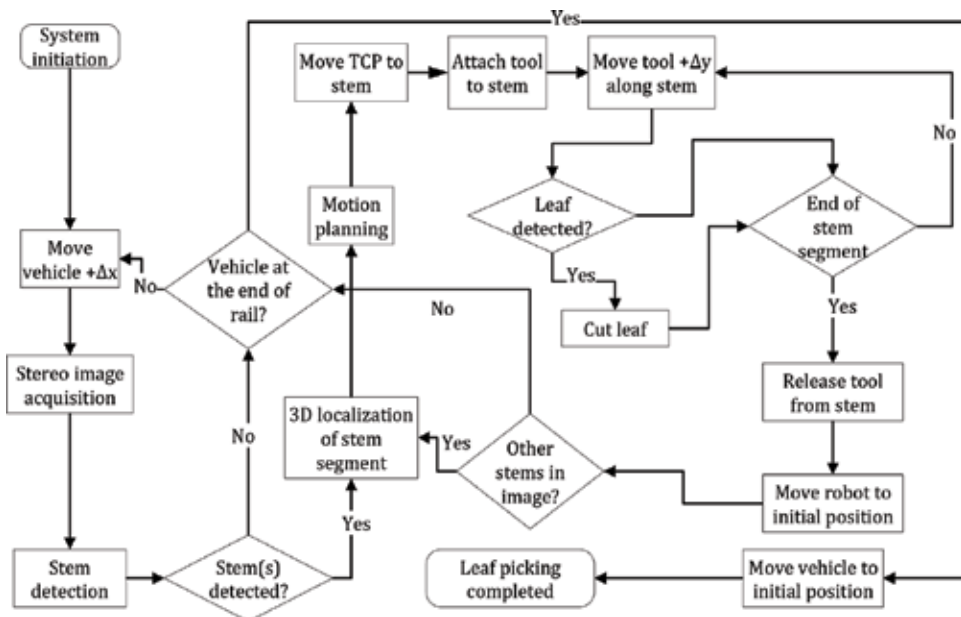 Yes
System
initiation
Move TCP to
stem
Attach tool
to stem
Move tool +Δy
along stem
No
Motion
planning
Leaf
detected?
End of
stem
segment
Move
vehicle +Δx
No
Vehicle at
the end of
rail?
Yes
No
Cut leaf
Yes
Stereo image
acquisition
Release tool
from stem
No
3D localization
of stem
segment
Yes
Other
stems in
image?
Move robot to
initial position
Yes
Stem
detection
Stem(s)
detected?
Leaf picking
completed
Move vehicle to
initial position